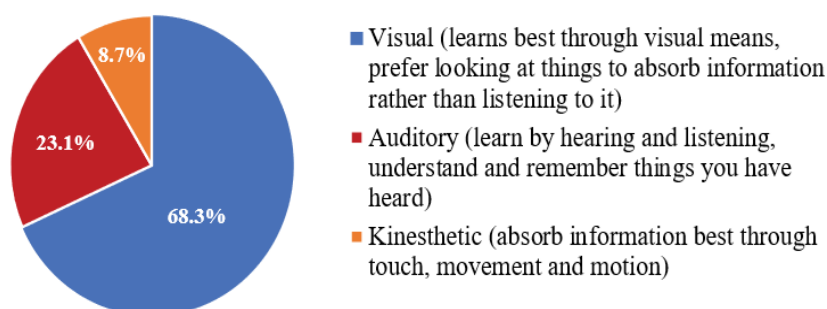 8.7%
23.1%
68.3%
Visual (learns best through visual means,
prefer looking at things to absorb information
rather than listening to it)
Auditory (learn by hearing and listening,
understand and remember things you have
heard)
Kinesthetic (absorb information best through
touch, movement and motion)